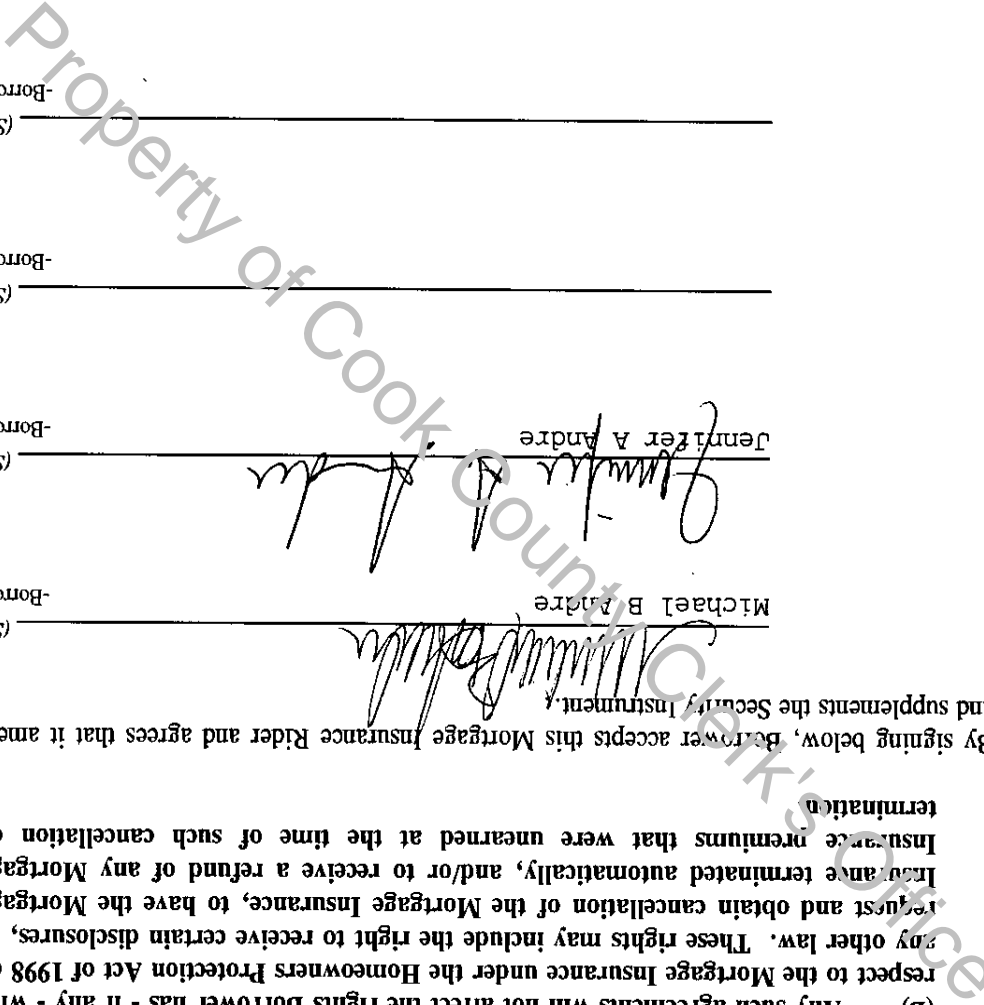 (b) Any such agreements will not affect the rights Borrower has - if any - wi
respect to the Mortgage Insurance under the Homeowners Protection Act of 1998
any other law. These rights may include the right to receive certain disclosures,
request and obtain cancellation of the Mortgage Insurance, to have the Mortgag
Insurance terminated automatically, and/or to receive a refund of any Mortgag
Insurance premiums that were unearned at the time of such cancellation
termination
By signing below, Borrower accepts this Mortgage Insurance Rider and agrees that it ame
and supplements the Security Instrument.
(S
Michael B Andre
-Borro
Jennifer A. Andre
(S
Jennifer A Andre
-Borro
(S
-Borro
(S
-Borro
Property of Cook County Clerk's Office